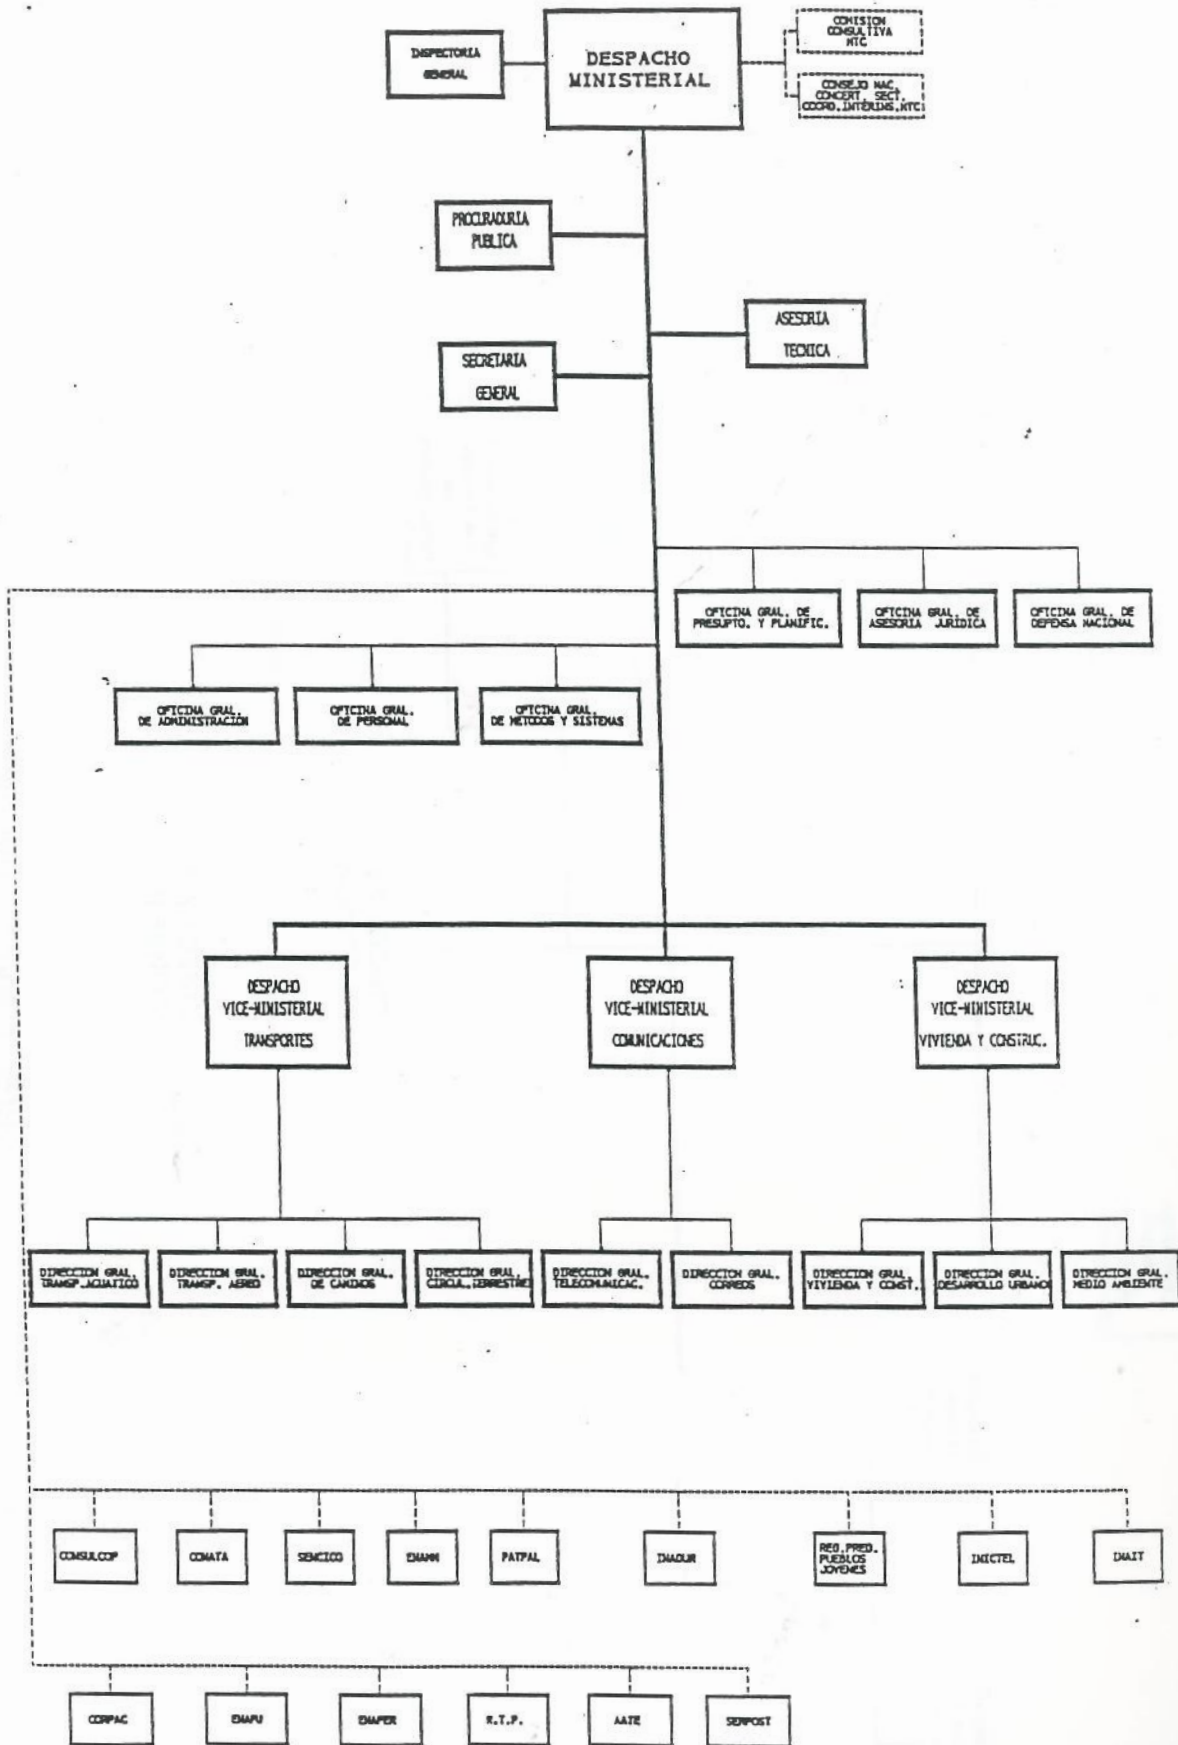 COMISION
CONSULTIVA
MTC
INSPECTORIA
GENERAL
DESPACHO
MINISTERIAL
CONSEJO NAC.
CONCERT. SECT.
COORD.INTERINS.MTC
PROCURADURIA
PUBLICA
ASESORIA
TECNICA
SECRETARIA
GENERAL
OFICINA GRAL. DE
PRESUPTO. Y PLANIFIC.
OFICINA GRAL. DE
ASESORIA JURIDICA
OFICINA GRAL. DE
DEFENSA NACIONAL
OFICINA GRAL.
DE ADMINISTRACION
OFICINA GRAL.
DE PERSONAL
OFICINA GRAL.
DE METODOS Y SISTEMAS
DESPACHO
VICE-MINISTERIAL
TRANSPORTES
DESPACHO
VICE-MINISTERIAL
COMUNICACIONES
DESPACHO
VICE-MINISTERIAL
VIVIENDA Y CONSTRUC.
DIRECCION GRAL.
TRANSP.ACUATICO
DIRECCION GRAL.
TRANSP. AEREO
DIRECCION GRAL.
DE CAMINOS
DIRECCION GRAL.
CIRCUL.TERRESTRE
DIRECCION GRAL.
TELECOMUNICAC.
DIRECCION GRAL.
CORREOS
DIRECCION GRAL.
VIVIENDA Y CONST.
DIRECCION GRAL.
DESARROLLO URBANO
DIRECCION GRAL.
MEDIO AMBIENTE
CONSULCOP
CONATA
SENCICO
ENAMM
PATPAL
INADUR
REG.PRED.
PUEBLOS
JOVENES
INICTEL
INAIT
CORPAC
ENAPU
ENAFER
R.T.P.
AATE
SERPOST